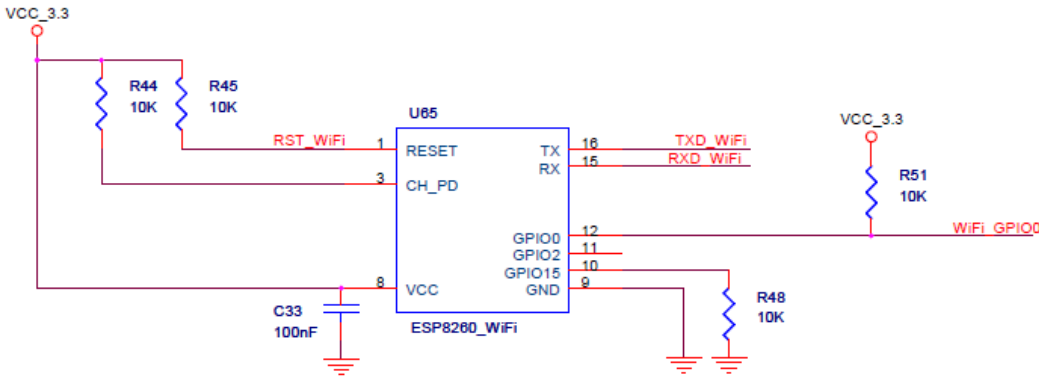 VCC_3.3
R44
10K
R45
10K
U65
RST_WiFi
1
RESET
3
CH_PD
8
VCC
TX
16
TXD_WiFi
RX
15
RXD_WiFi
GPIO0
12
GPIO2
11
GPIO15
10
GND
9
ESP8260_WiFi
C33
100nF
VCC_3.3
R51
10K
WiFi_GPIO0
R48
10K